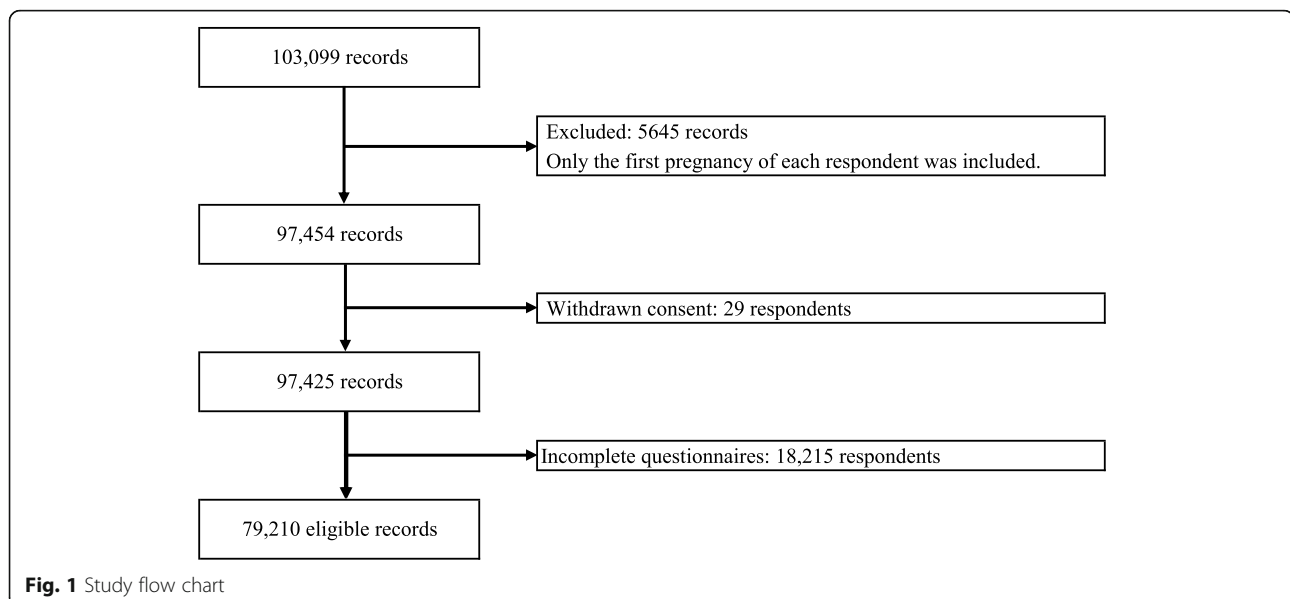 103,099 records
Excluded: 5645 records
Only the first pregnancy of each respondent was included.
97,454 records
Withdrawn consent: 29 respondents
97,425 records
Incomplete questionnaires: 18,215 respondents
79,210 eligible records
Fig. 1 Study flow chart